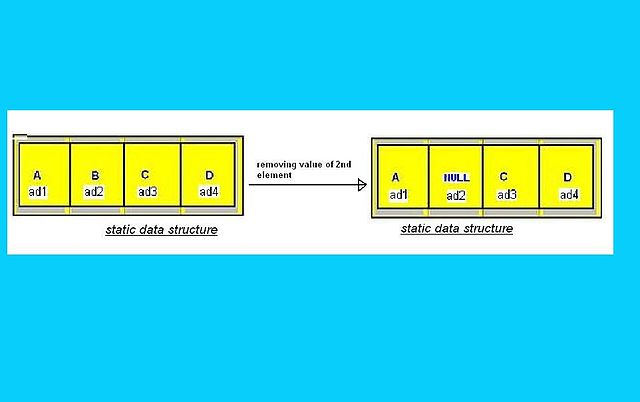 A B C D
ad1 ad2 ad3 ad4
static data structure
removing value of 2nd
element
A NULL C D
ad1 ad2 ad3 ad4
static data structure